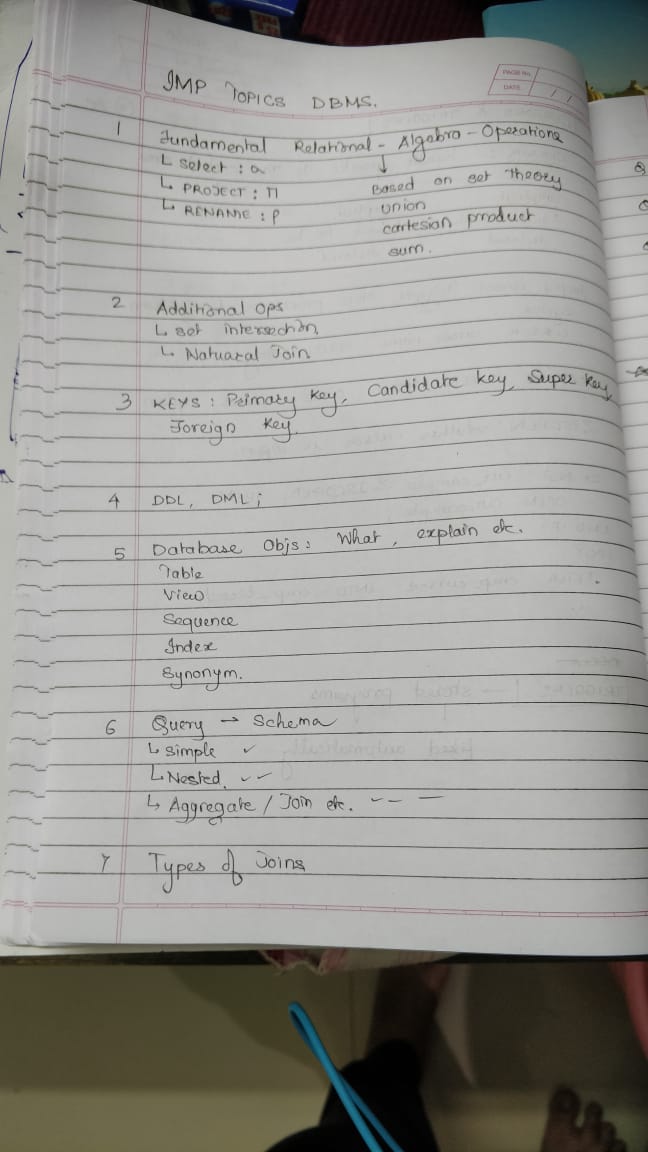 IMP TOPICS DBMS.
PAGE No.
DATE / /
1 Fundamental Relational - Algebra - Operations
↳ Select : σ
↳ PROJECT : Π
↳ RENAME : ρ
↓
Based on set theory
union
cartesian product
sum.
2 Additional Ops
↳ set intersection
↳ Natuaral Join
3 KEYS : Primary key, Candidate key, Super key,
Foreign key.
4 DDL, DML ;
5 Database Objs : What, explain etc.
Table
View
Sequence
Index
Synonym.
6 Query → Schema
↳ simple ✓
↳ Nested. ✓✓
↳ Aggregate / Join etc. — — —
7 Types of Joins